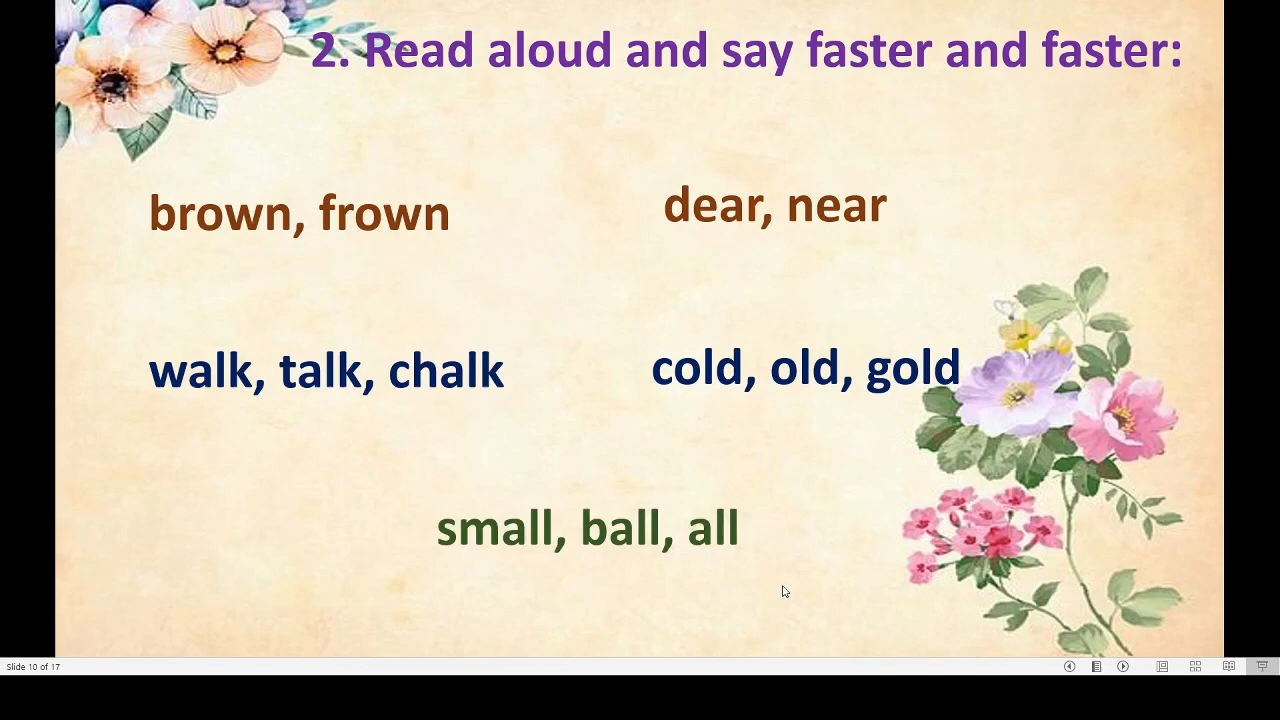 2. Read aloud and say faster and faster:
brown, frown
dear, near
walk, talk, chalk
cold, old, gold
small, ball, all
Slide 10 of 17